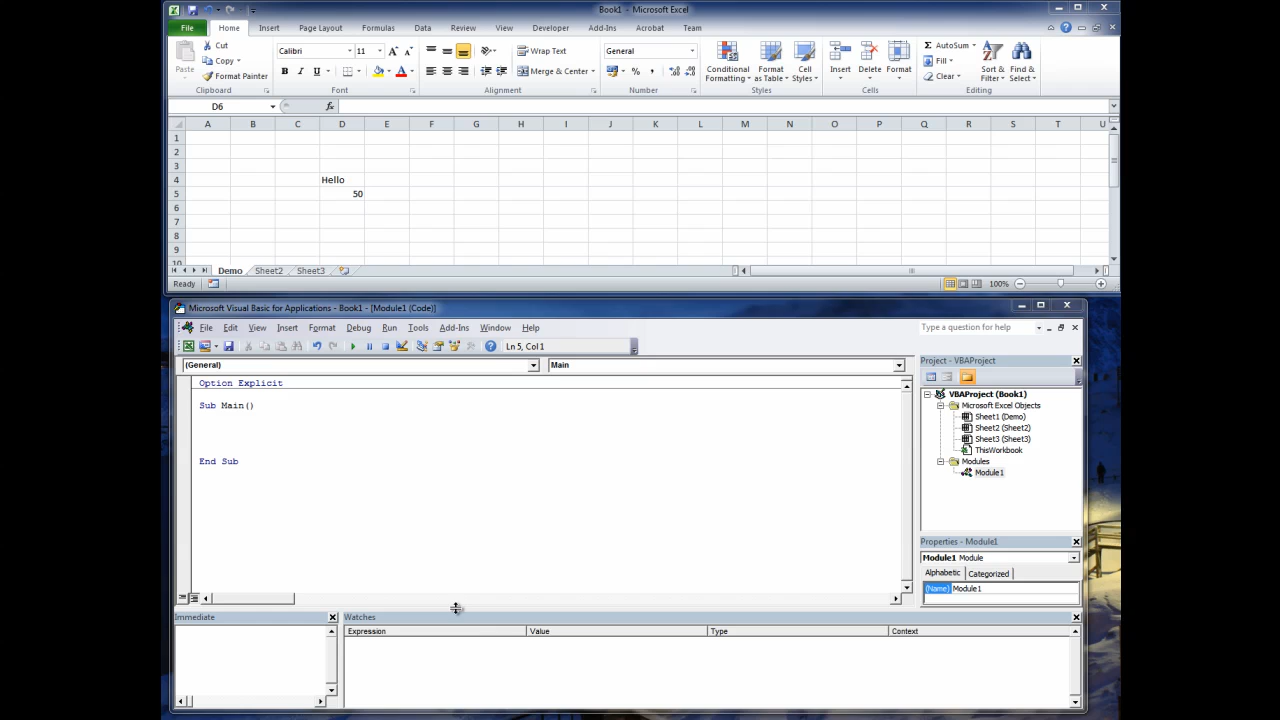 Book1 - Microsoft Excel
File Home Insert Page Layout Formulas Data Review View Developer Add-Ins Acrobat Team
Paste Cut Calibri 11 Wrap Text General Conditional Formatting Format as Table Cell Styles Insert Delete Format AutoSum Sort & Filter Find & Select
Copy Fill
Format Painter B I U A Merge & Center % , Clear
Clipboard Font Alignment Number Styles Cells Editing
D6 fx
A B C D E F G H I J K L M N O P Q R S T U
1
2
3
4 Hello
5 50
6
7
8
9
10
Demo Sheet2 Sheet3
Ready 100%
Microsoft Visual Basic for Applications - Book1 - [Module1 (Code)]
File Edit View Insert Format Debug Run Tools Add-Ins Window Help Type a question for help
Ln 5, Col 1
(General) Main
Option Explicit
Sub Main()
End Sub
Project - VBAProject
VBAProject (Book1)
Microsoft Excel Objects
Sheet1 (Demo)
Sheet2 (Sheet2)
Sheet3 (Sheet3)
ThisWorkbook
Modules
Module1
Properties - Module1
Module1 Module
Alphabetic Categorized
(Name) Module1
Immediate
Watches
Expression Value Type Context